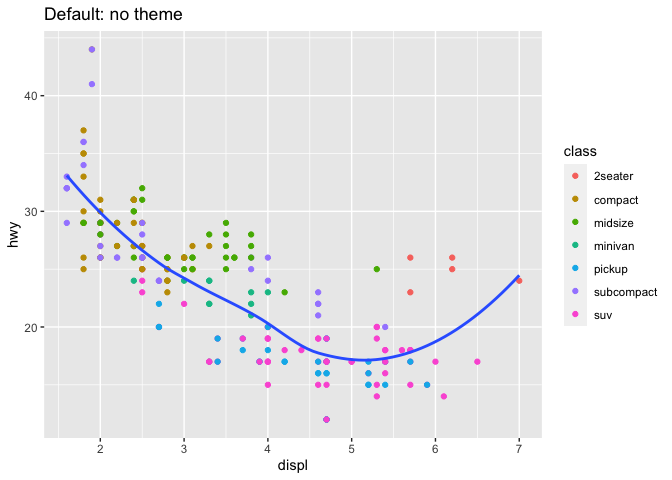 Default: no theme
40
30
20
hwy
2
3
4
5
6
7
displ
class
2seater
compact
midsize
minivan
pickup
subcompact
suv